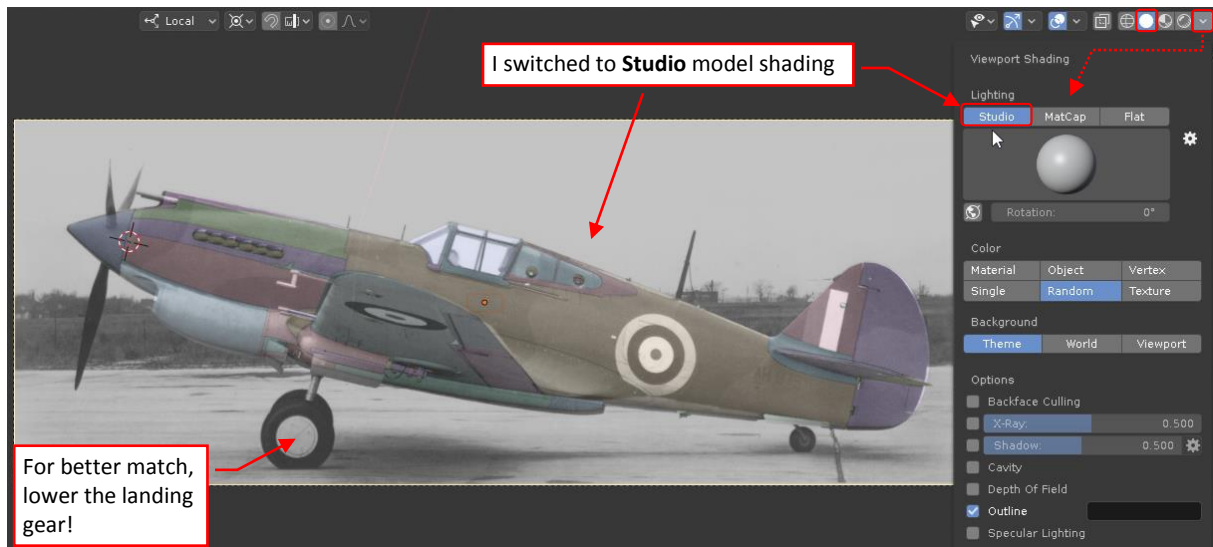 Local
I switched to Studio model shading
Viewport Shading
Lighting
Studio MatCap Flat
Rotation: 0°
Color
Material Object Vertex
Single Random Texture
Background
Theme World Viewport
Options
Backface Culling
X-Ray: 0.500
Shadow: 0.500
Cavity
Depth Of Field
Outline
Specular Lighting
For better match,
lower the landing
gear!